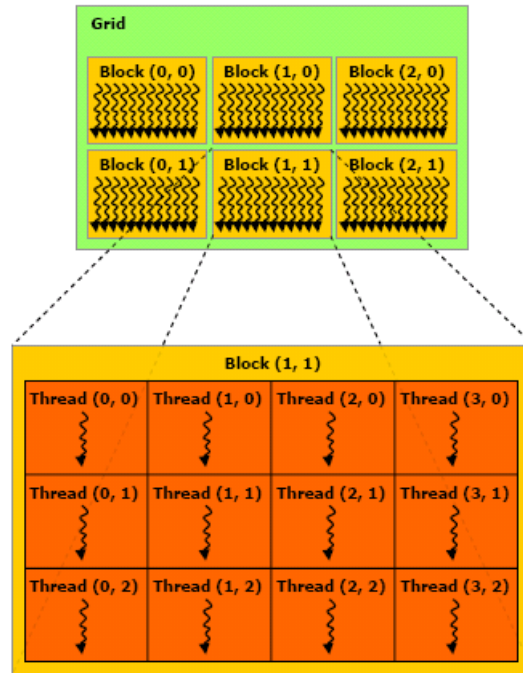 Grid
Block (0, 0) Block (1, 0) Block (2, 0)
Block (0, 1) Block (1, 1) Block (2, 1)
Block (1, 1)
Thread (0, 0) Thread (1, 0) Thread (2, 0) Thread (3, 0)
Thread (0, 1) Thread (1, 1) Thread (2, 1) Thread (3, 1)
Thread (0, 2) Thread (1, 2) Thread (2, 2) Thread (3, 2)